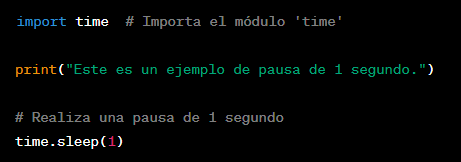 import time  # Importa el módulo 'time'
print("Este es un ejemplo de pausa de 1 segundo.")
# Realiza una pausa de 1 segundo
time.sleep(1)